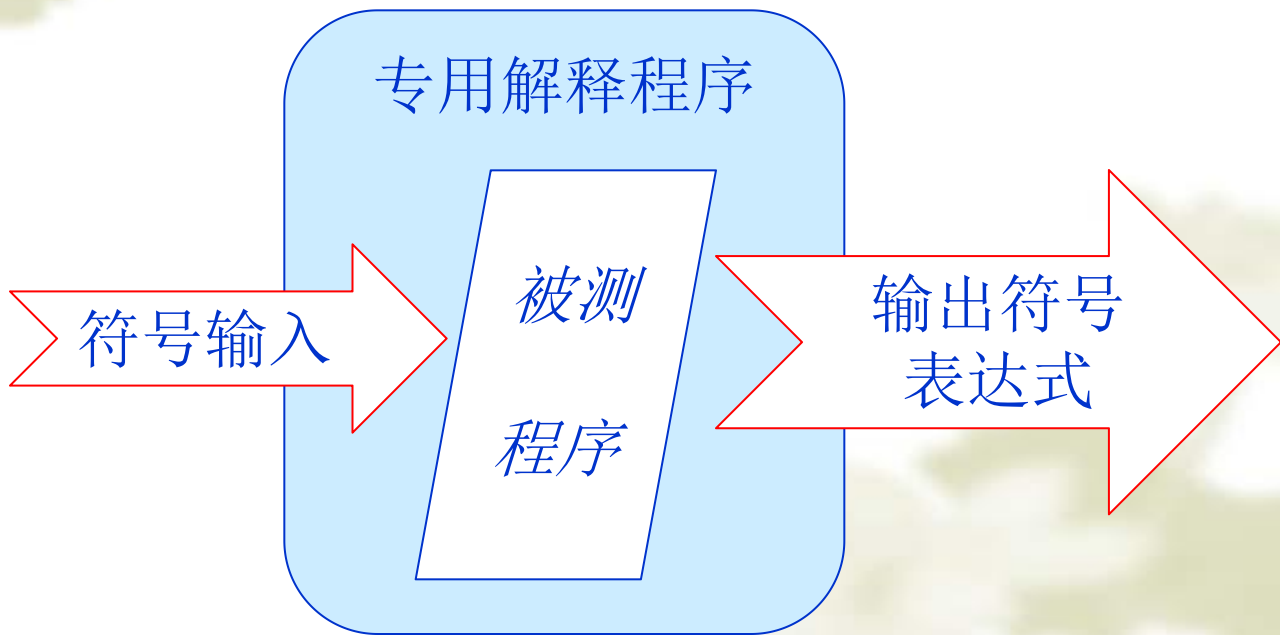 专用解释程序
符号输入
被测
程序
输出符号
表达式